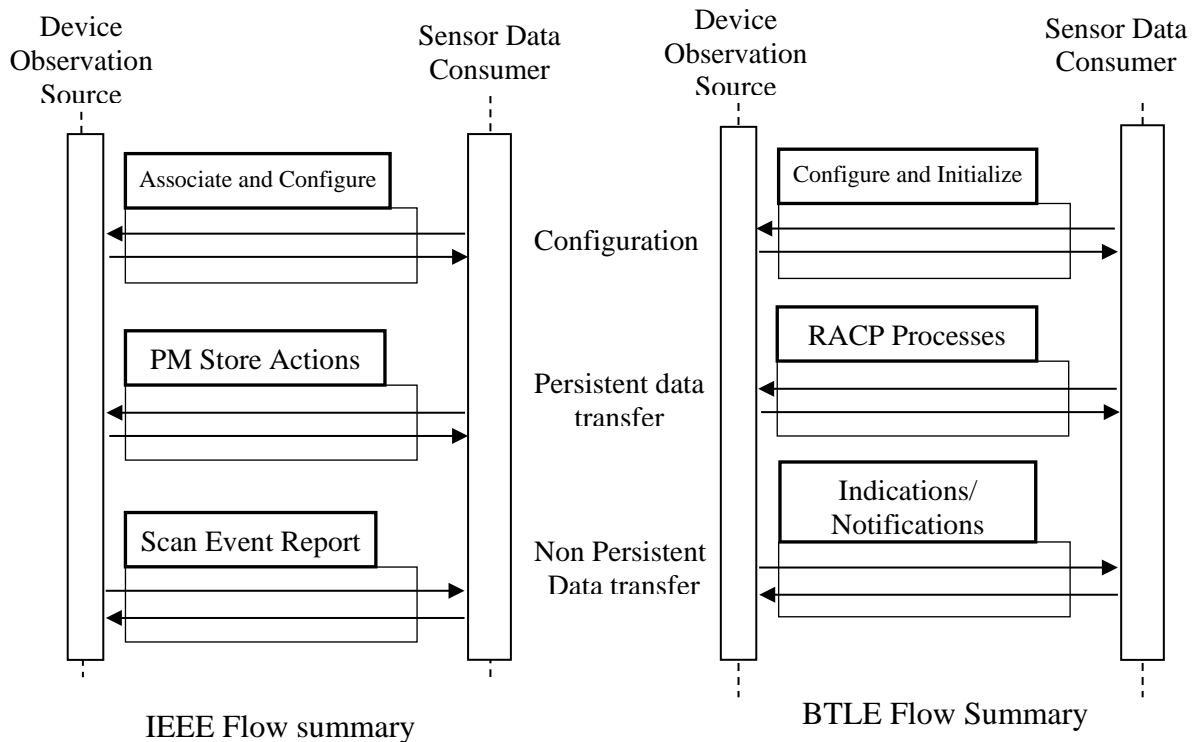 Device
Observation
Source
Sensor Data
Consumer
Device
Observation
Source
Sensor Data
Consumer
Associate and Configure
Configuration
Configure and Initialize
PM Store Actions
Persistent data
transfer
RACP Processes
Scan Event Report
Non Persistent
Data transfer
Indications/
Notifications
IEEE Flow summary
BTLE Flow Summary